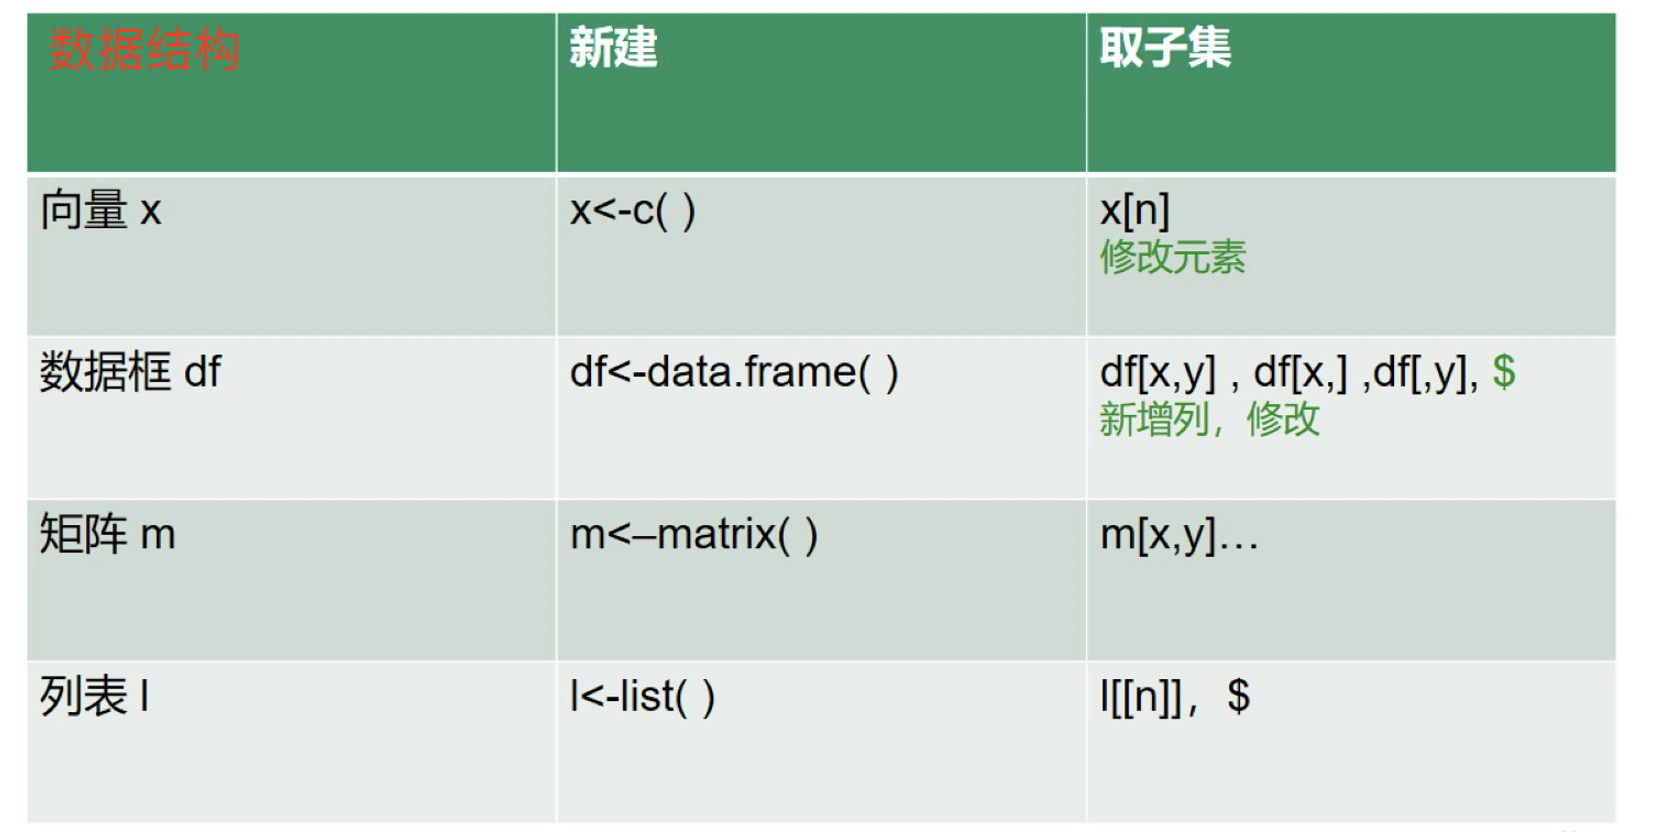 数据结构
新建
取子集
向量 x
x<-c( )
x[n]
修改元素
数据框 df
df<-data.frame( )
df[x,y] , df[x,] ,df[,y], $
新增列，修改
矩阵 m
m<–matrix( )
m[x,y]…
列表 l
l<-list( )
l[[n]]，$